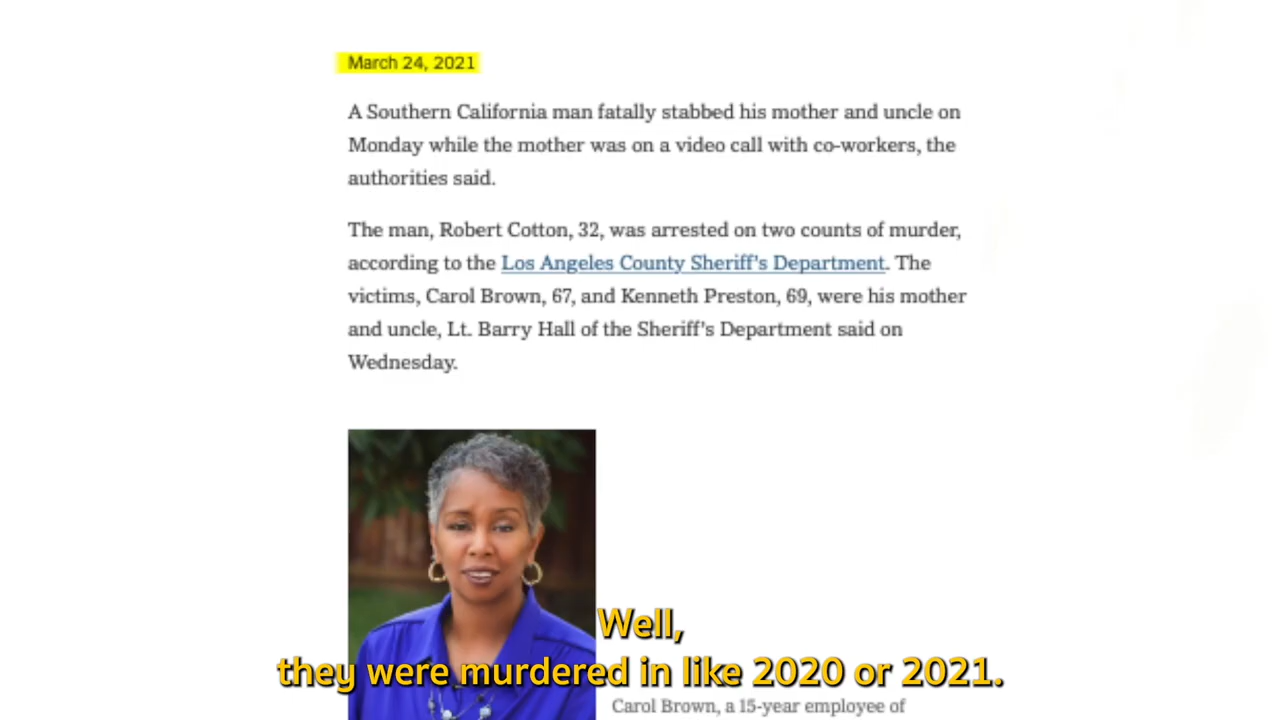 March 24, 2021
A Southern California man fatally stabbed his mother and uncle on
Monday while the mother was on a video call with co-workers, the
authorities said.
The man, Robert Cotton, 32, was arrested on two counts of murder,
according to the Los Angeles County Sheriff's Department. The
victims, Carol Brown, 67, and Kenneth Preston, 69, were his mother
and uncle, Lt. Barry Hall of the Sheriff's Department said on
Wednesday.
Well,
they were murdered in like 2020 or 2021.
Carol Brown, a 15-year employee of